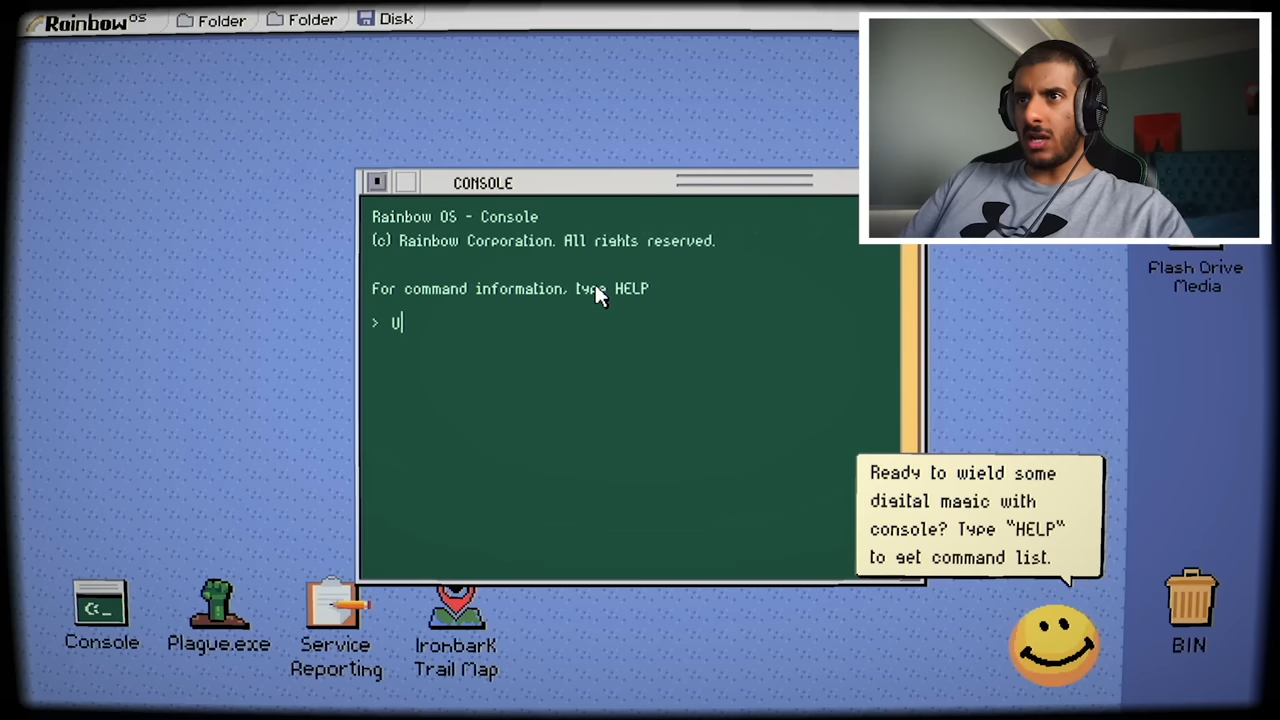 Rainbow OS
Folder
Folder
Disk
CONSOLE
Rainbow OS - Console
(c) Rainbow Corporation. All rights reserved.
For command information, type HELP
> U
Flash Drive
Media
Ready to wield some
digital magic with
console? Type "HELP"
to get command list.
Console
Plague.exe
Service
Reporting
Ironbark
Trail Map
BIN